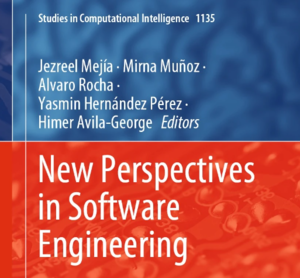 Studies in Computational Intelligence 1135
Jezreel Mejía · Mirna Muñoz ·
Alvaro Rocha ·
Yasmin Hernández Pérez ·
Himer Avila-George Editors
New Perspectives
in Software
Engineering